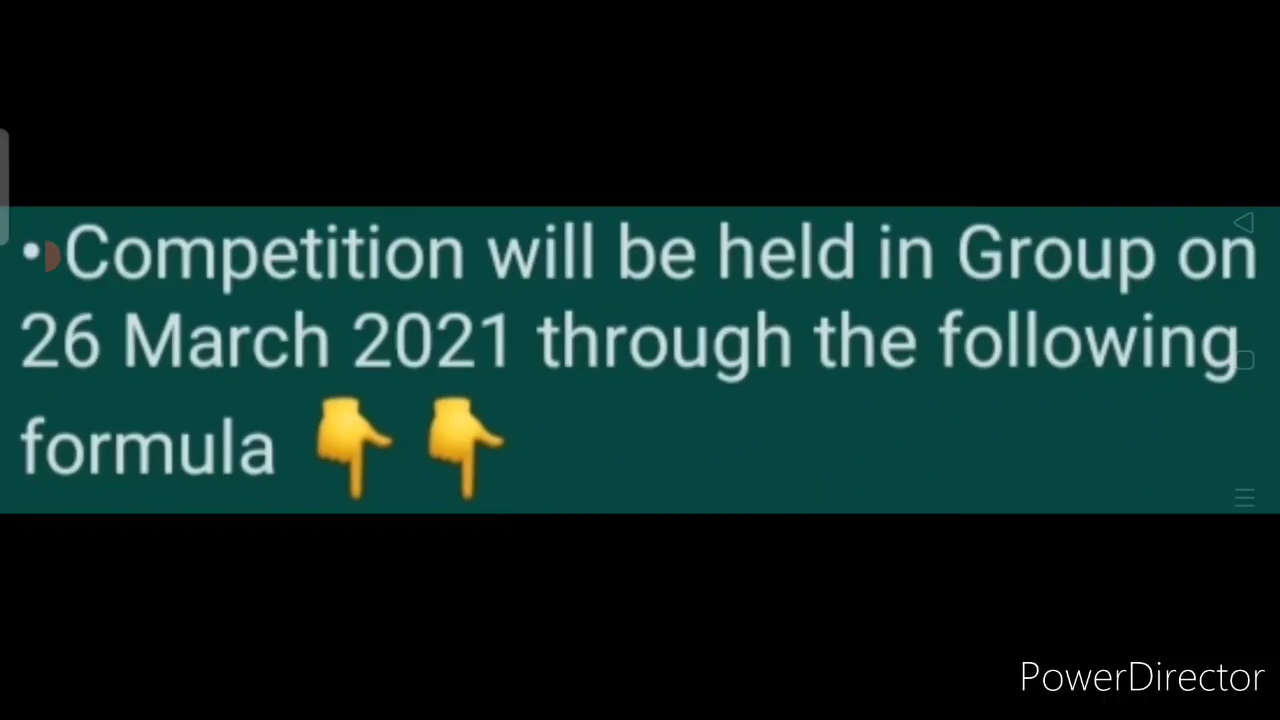 •Competition will be held in Group on
26 March 2021 through the following
formula 👇 👇
PowerDirector